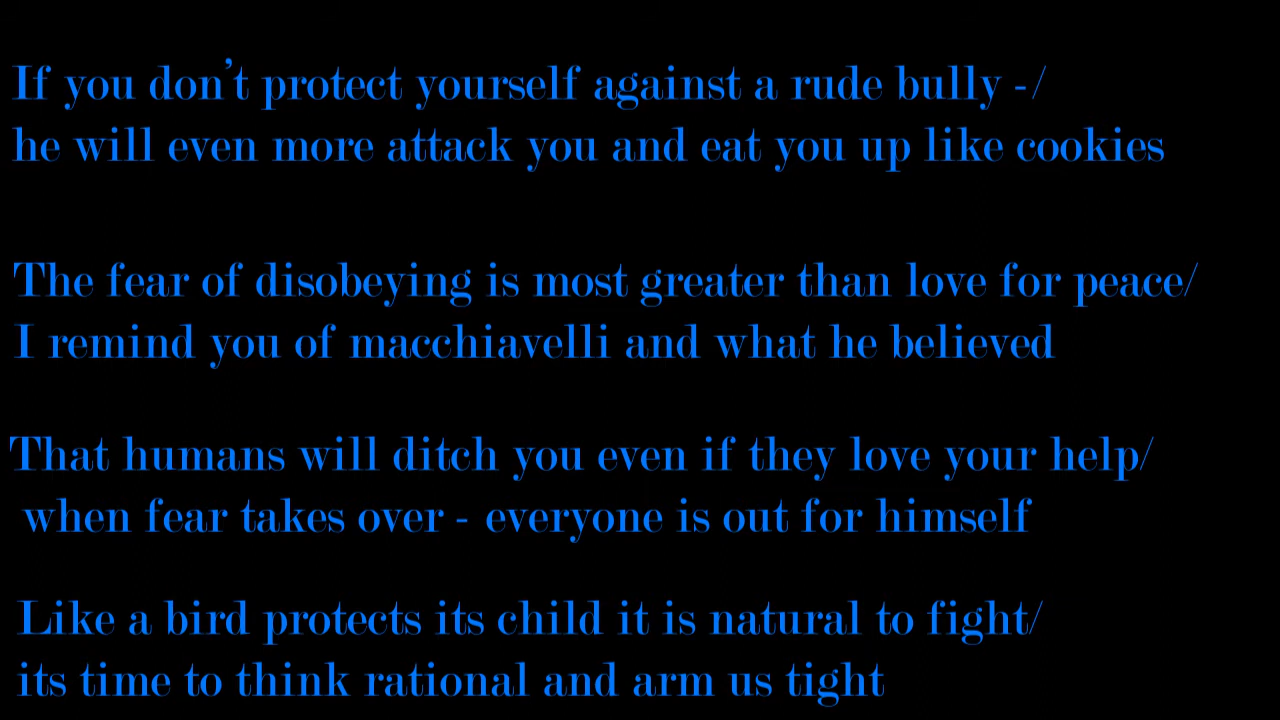 If you don't protect yourself against a rude bully -/
he will even more attack you and eat you up like cookies
The fear of disobeying is most greater than love for peace/
I remind you of macchiavelli and what he believed
That humans will ditch you even if they love your help/
when fear takes over - everyone is out for himself
Like a bird protects its child it is natural to fight/
its time to think rational and arm us tight